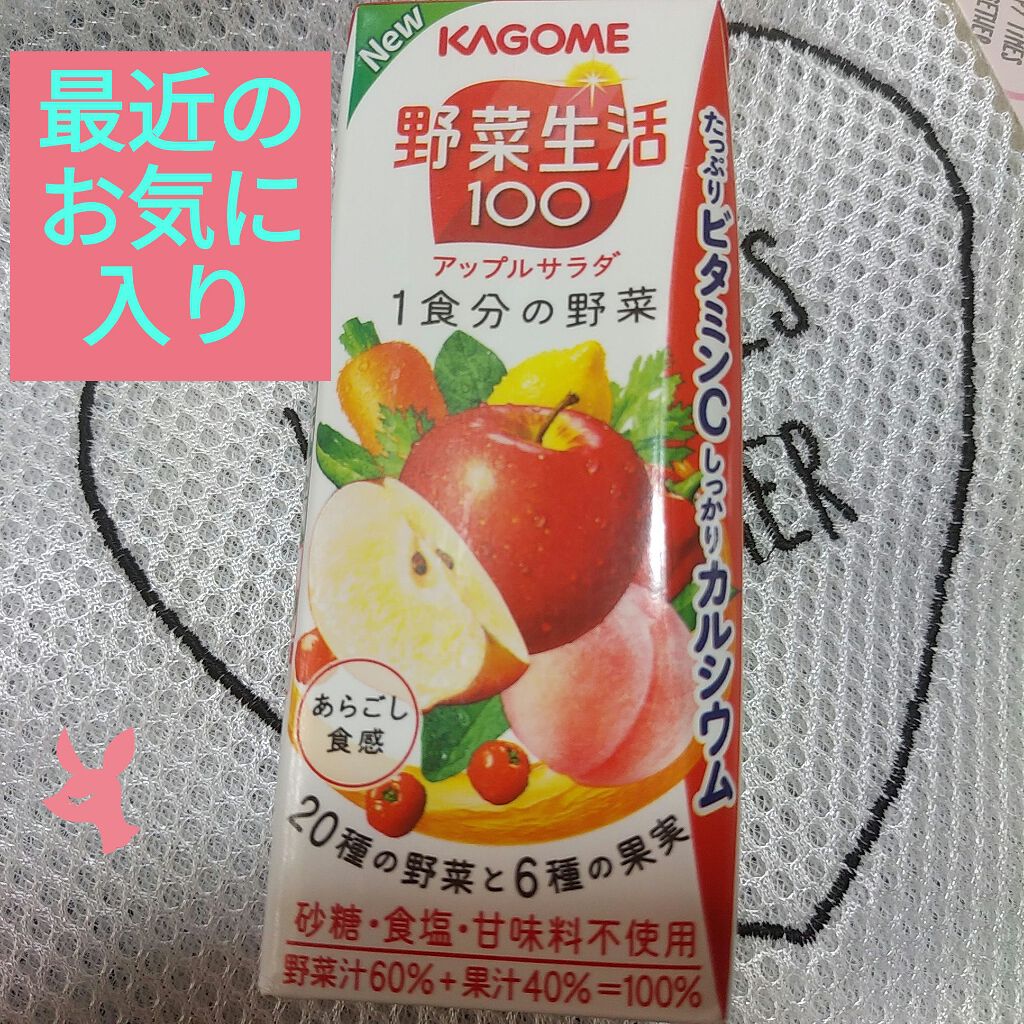 最近の
お気に
入り
New
KAGOME
野菜生活
100
アップルサラダ
1食分の野菜
たっぷりビタミンCしっかりカルシウム
あらごし
食感
20種の野菜と6種の果実
砂糖・食塩・甘味料不使用
野菜汁60%+果汁40%=100%